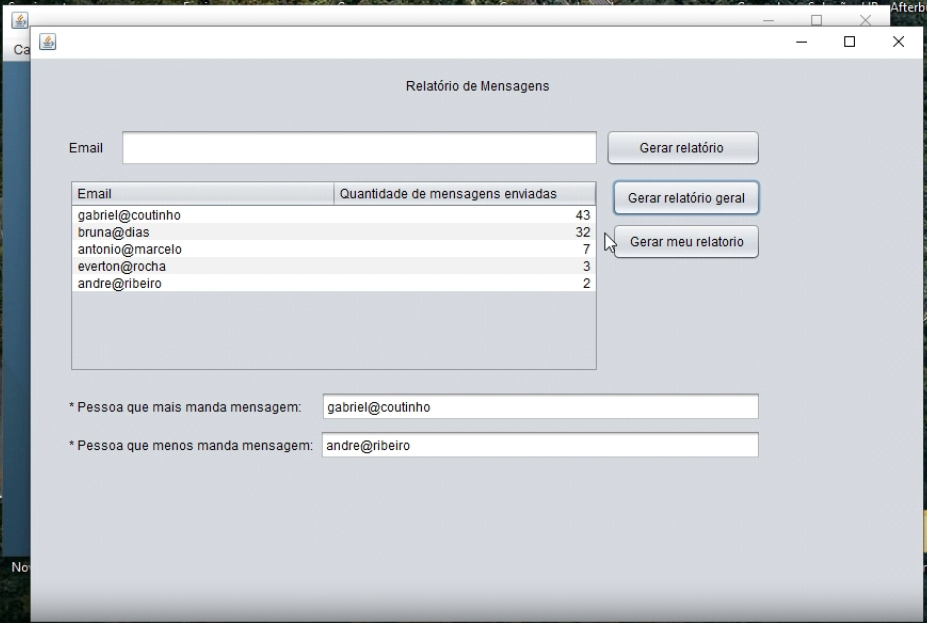 Afterbu
Ca
Relatório de Mensagens
Email
Gerar relatório
Email Quantidade de mensagens enviadas
Gerar relatório geral
gabriel@coutinho 43
bruna@dias 32
Gerar meu relatorio
antonio@marcelo 7
everton@rocha 3
andre@ribeiro 2
* Pessoa que mais manda mensagem: gabriel@coutinho
* Pessoa que menos manda mensagem: andre@ribeiro
No